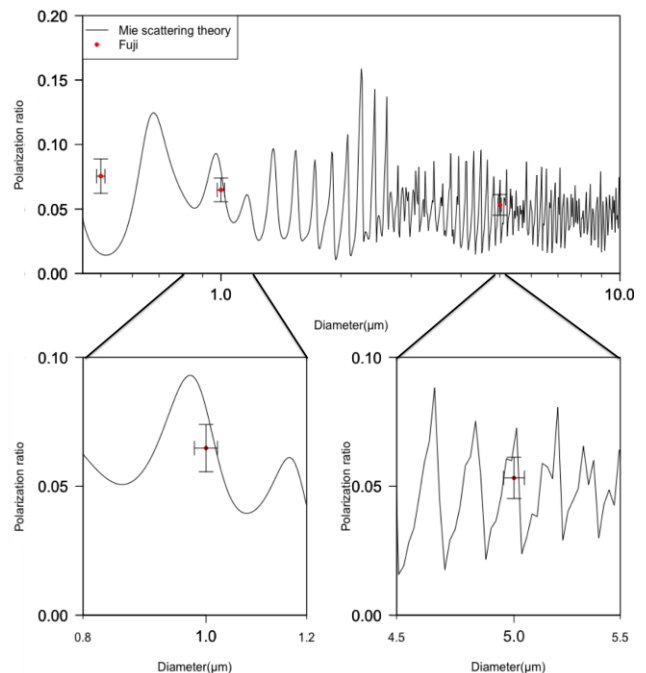 0.20
Mie scattering theory
Fuji
0.15
0.10
0.05
0.00
Polarization ratio
1.0
10.0
Diameter(μm)
0.10
0.05
0.00
Polarization ratio
0.8
1.0
1.2
Diameter(μm)
0.10
0.05
0.00
Polarization ratio
4.5
5.0
5.5
Diameter(μm)